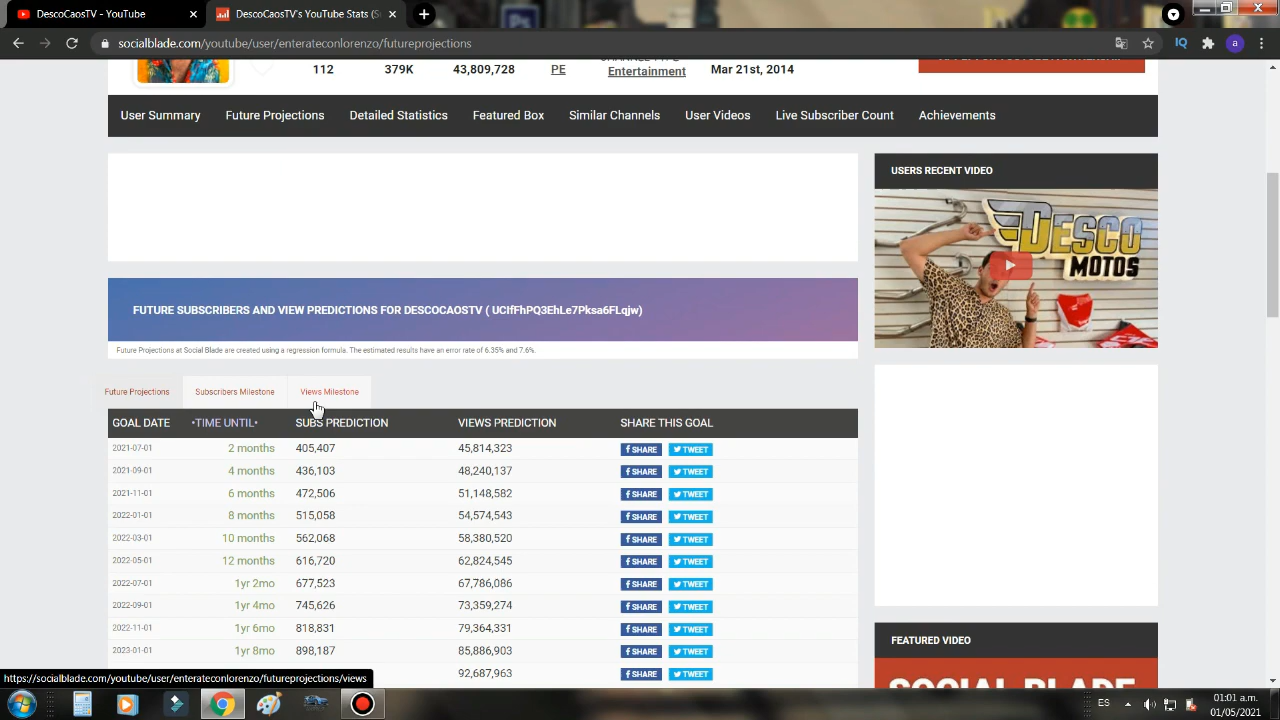 DescoCaosTV - YouTube
DescoCaosTV's YouTube Stats (S
socialblade.com/youtube/user/enterateconlorenzo/futureprojections
IQ
a
112
379K
43,809,728
PE
Entertainment
Mar 21st, 2014
User Summary
Future Projections
Detailed Statistics
Featured Box
Similar Channels
User Videos
Live Subscriber Count
Achievements
USERS RECENT VIDEO
DESCO
MOTOS
FUTURE SUBSCRIBERS AND VIEW PREDICTIONS FOR DESCOCAOSTV ( UCIfFhPQ3EhLe7Pksa6FLqjw)
Future Projections at Social Blade are created using a regression formula. The estimated results have an error rate of 6.35% and 7.6%.
Future Projections
Subscribers Milestone
Views Milestone
GOAL DATE •TIME UNTIL• SUBS PREDICTION VIEWS PREDICTION SHARE THIS GOAL
2021-07-01 2 months 405,407 45,814,323 SHARE TWEET
2021-09-01 4 months 436,103 48,240,137 SHARE TWEET
2021-11-01 6 months 472,506 51,148,582 SHARE TWEET
2022-01-01 8 months 515,058 54,574,543 SHARE TWEET
2022-03-01 10 months 562,068 58,380,520 SHARE TWEET
2022-05-01 12 months 616,720 62,824,545 SHARE TWEET
2022-07-01 1yr 2mo 677,523 67,786,086 SHARE TWEET
2022-09-01 1yr 4mo 745,626 73,359,274 SHARE TWEET
2022-11-01 1yr 6mo 818,831 79,364,331 SHARE TWEET
2023-01-01 1yr 8mo 898,187 85,886,903 SHARE TWEET
92,687,963 SHARE TWEET
FEATURED VIDEO
SOCIAL BLADE
https://socialblade.com/youtube/user/enterateconlorenzo/futureprojections/views
ES
01:01 a.m.
01/05/2021